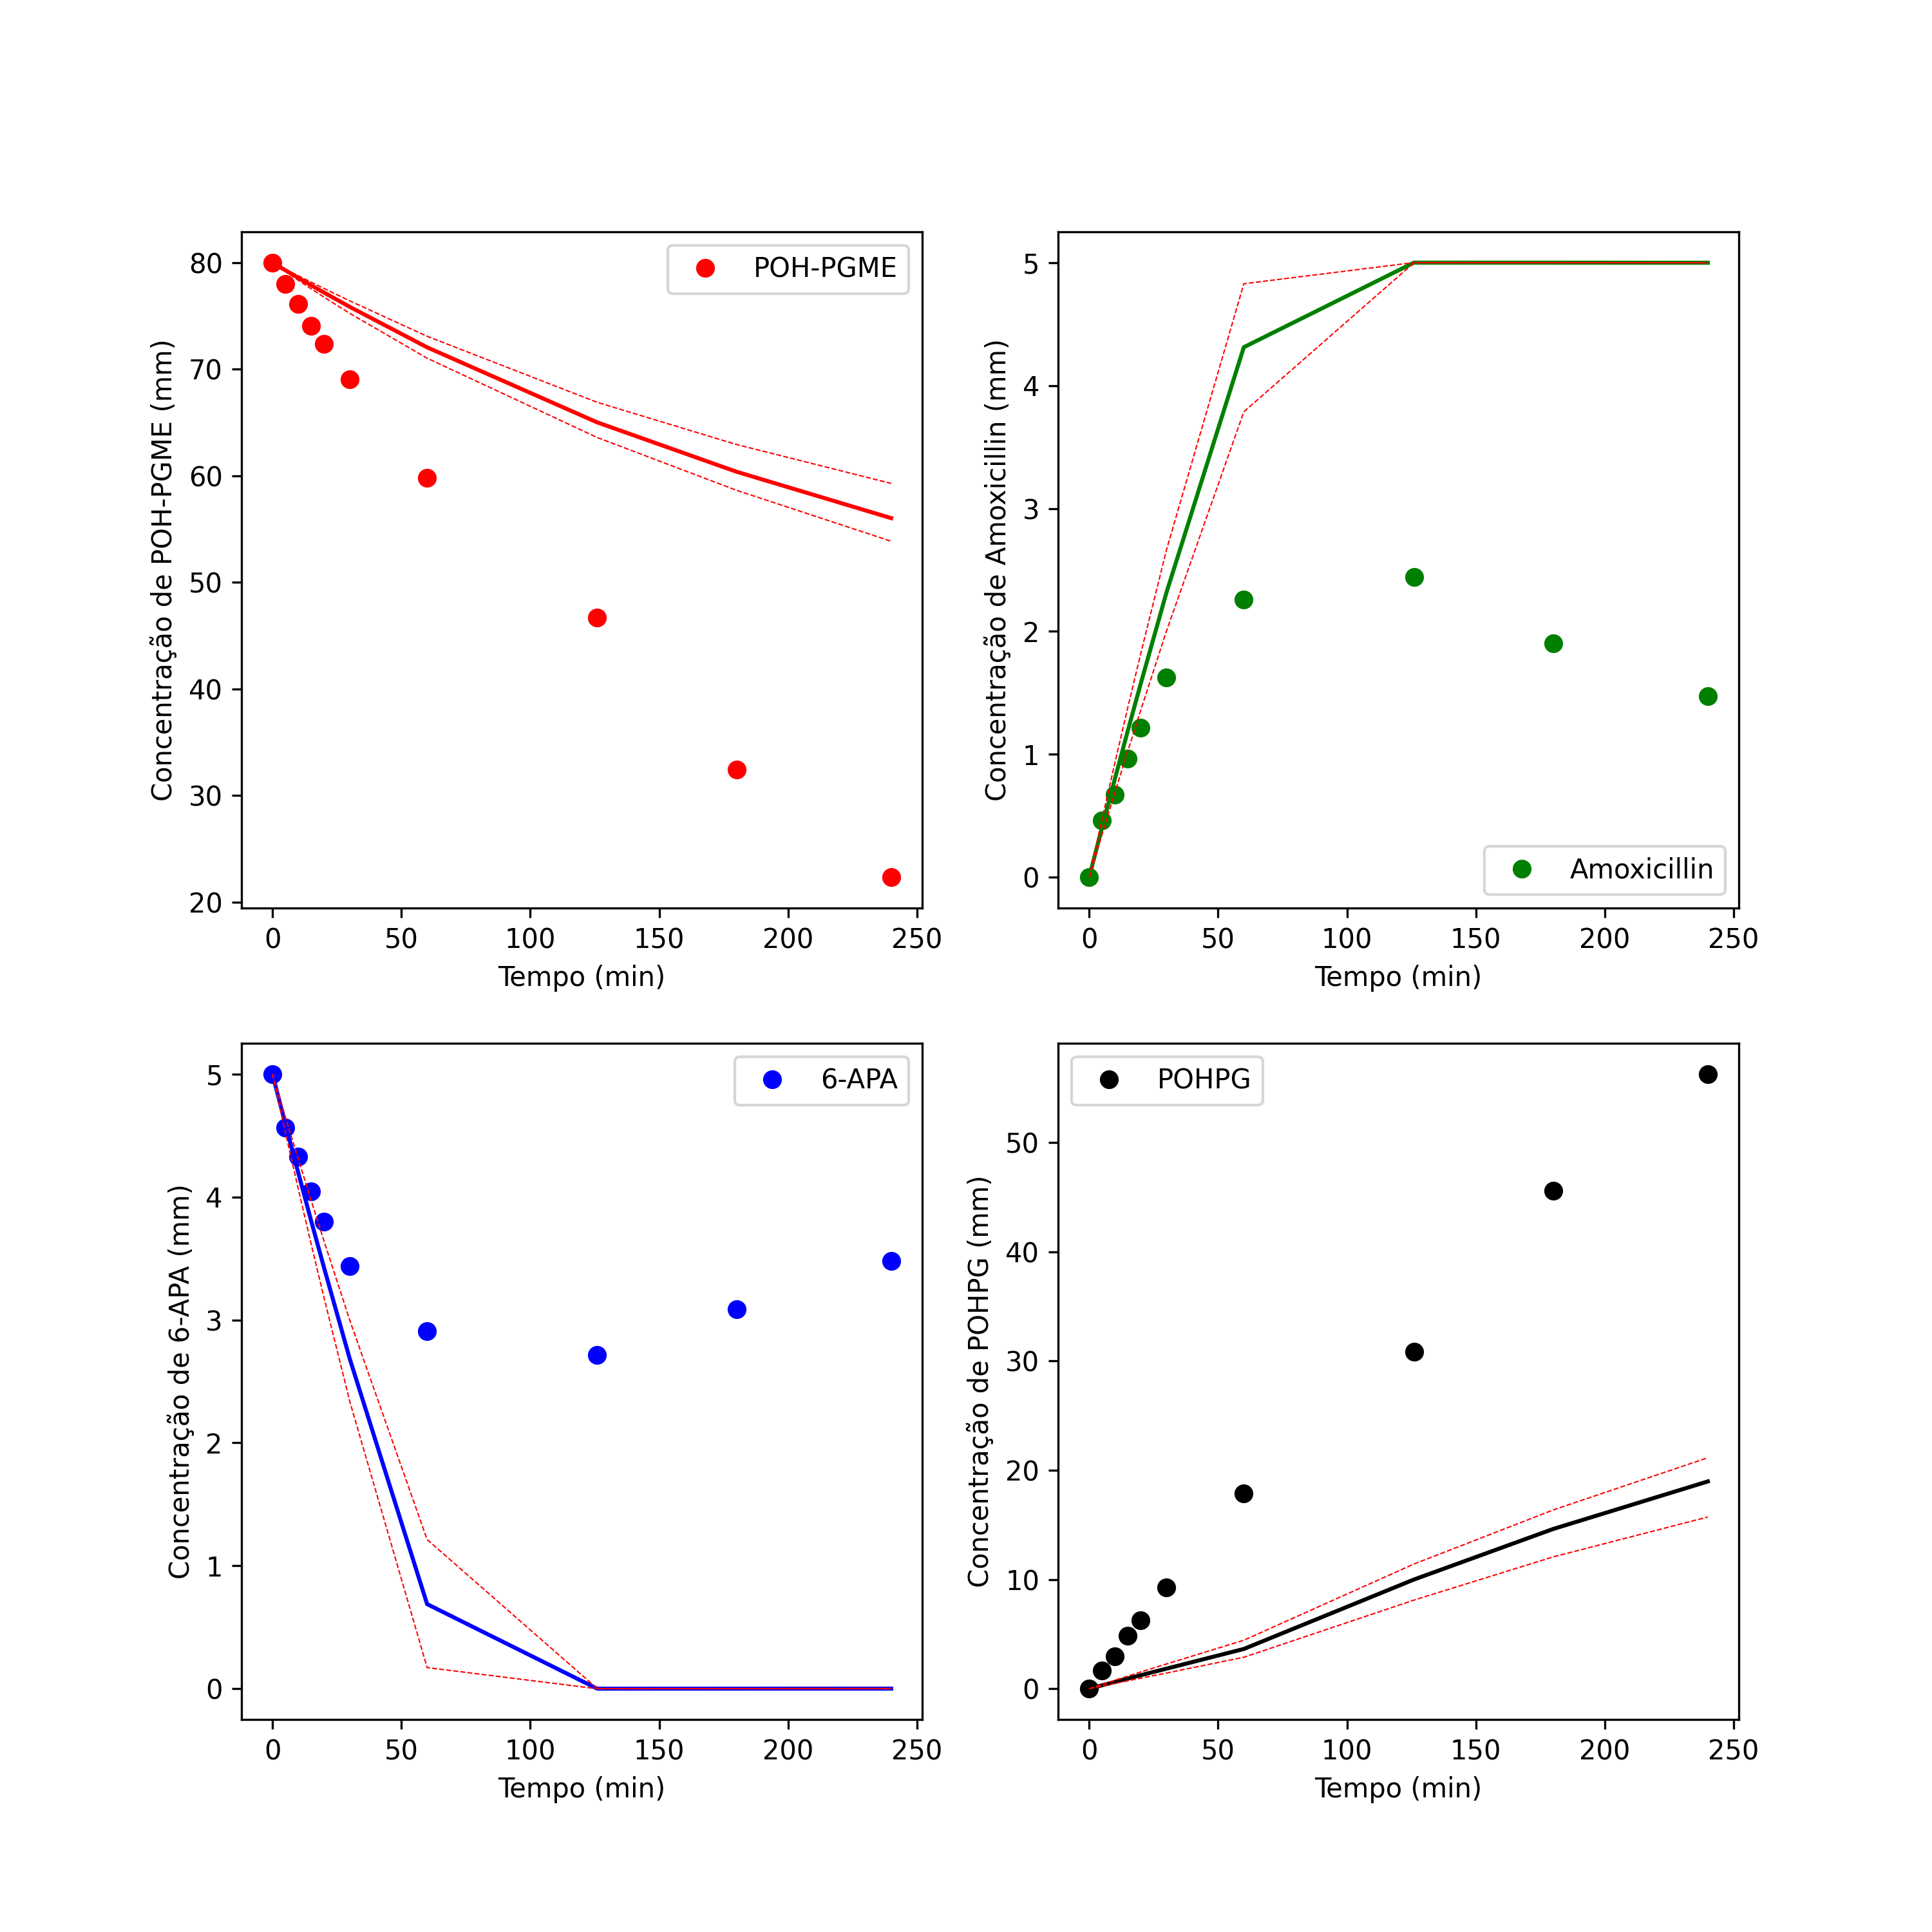 POH-PGME
Concentração de POH-PGME (mm)
80
70
60
50
40
30
20
0 50 100 150 200 250
Tempo (min)
Amoxicillin
Concentração de Amoxicillin (mm)
5
4
3
2
1
0
0 50 100 150 200 250
Tempo (min)
6-APA
Concentração de 6-APA (mm)
5
4
3
2
1
0
0 50 100 150 200 250
Tempo (min)
POHPG
Concentração de POHPG (mm)
50
40
30
20
10
0
0 50 100 150 200 250
Tempo (min)